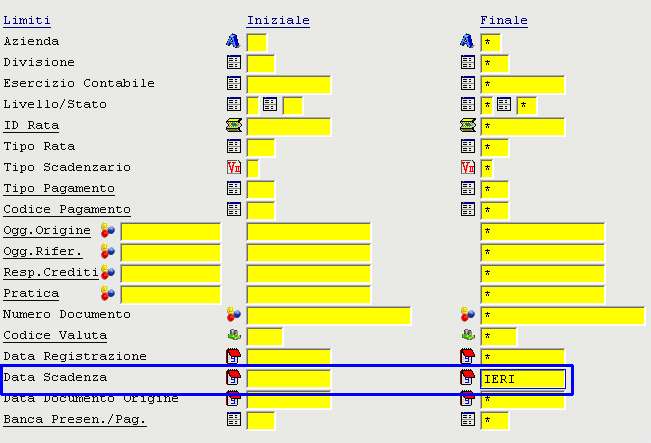 Limiti Iniziale Finale
Azienda *
Divisione *
Esercizio Contabile *
Livello/Stato * *
ID Rata *
Tipo Rata *
Tipo Scadenzario *
Tipo Pagamento *
Codice Pagamento *
Ogg.Origine *
Ogg.Rifer. *
Resp.Crediti *
Pratica *
Numero Documento *
Codice Valuta *
Data Registrazione *
Data Scadenza IERI
Data Documento Origine *
Banca Presen./Pag. *